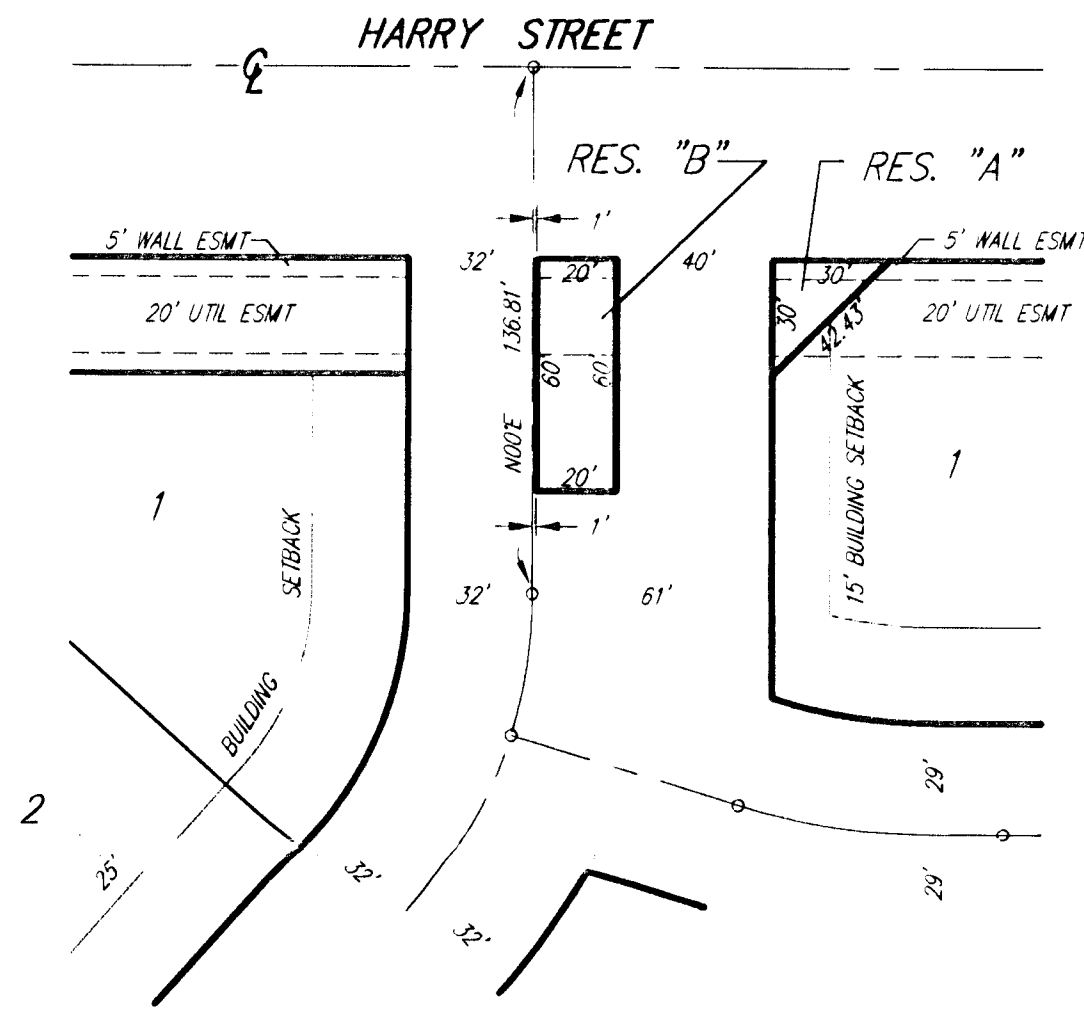 HARRY STREET
℄
RES. "B"
RES. "A"
1'
5' WALL ESMT
32'
40'
5' WALL ESMT
20'
30'
20' UTIL ESMT
136.81'
30'
42.43'
20' UTIL ESMT
60'
60'
N00°E
20'
1'
1
SETBACK
15' BUILDING SETBACK
1
32'
61'
BUILDING
2
25'
32'
32'
29'
29'